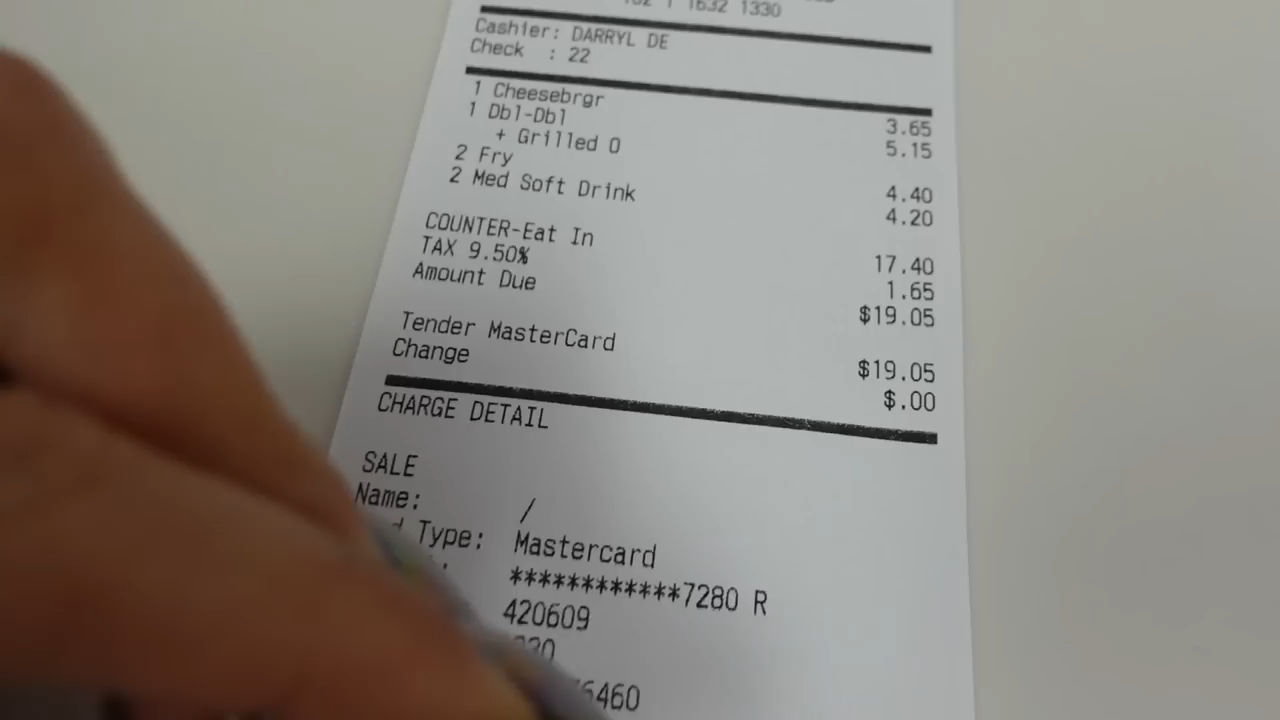 1632 1330
Cashier: DARRYL DE
Check : 22
1 Cheesebrgr 3.65
1 Dbl-Dbl 5.15
+ Grilled O
2 Fry 4.40
2 Med Soft Drink 4.20
COUNTER-Eat In 17.40
TAX 9.50% 1.65
Amount Due $19.05
Tender MasterCard $19.05
Change $.00
CHARGE DETAIL
SALE
Name: /
Type: Mastercard
************7280 R
420609